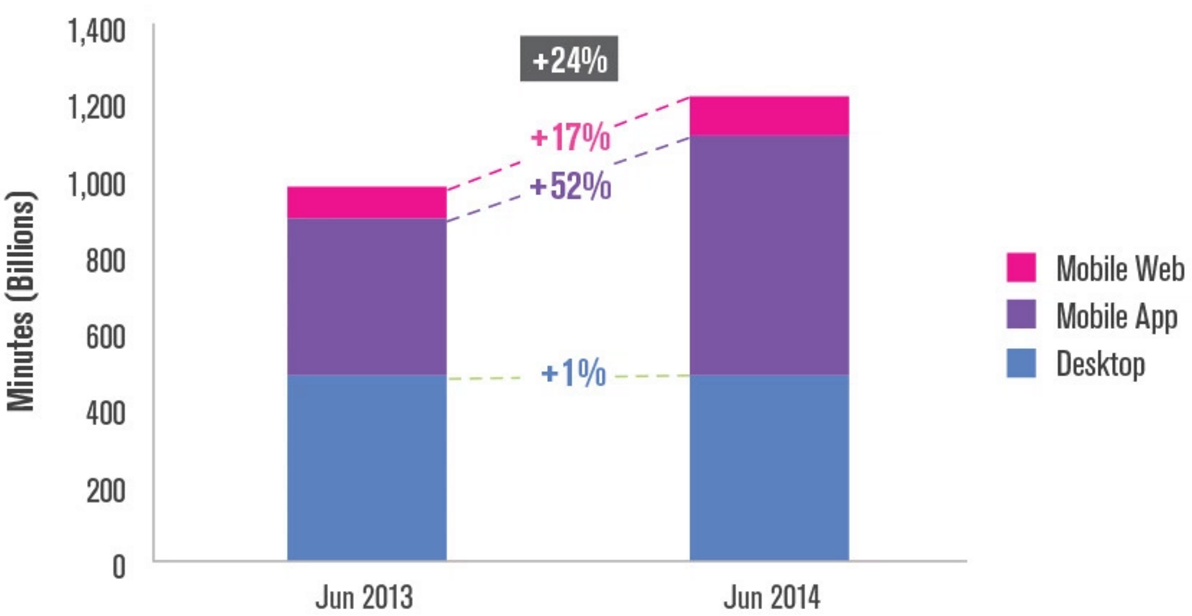 Minutes (Billions)
1,400
1,200
1,000
800
600
400
200
0
+24%
+17%
+52%
+1%
Jun 2013
Jun 2014
Mobile Web
Mobile App
Desktop